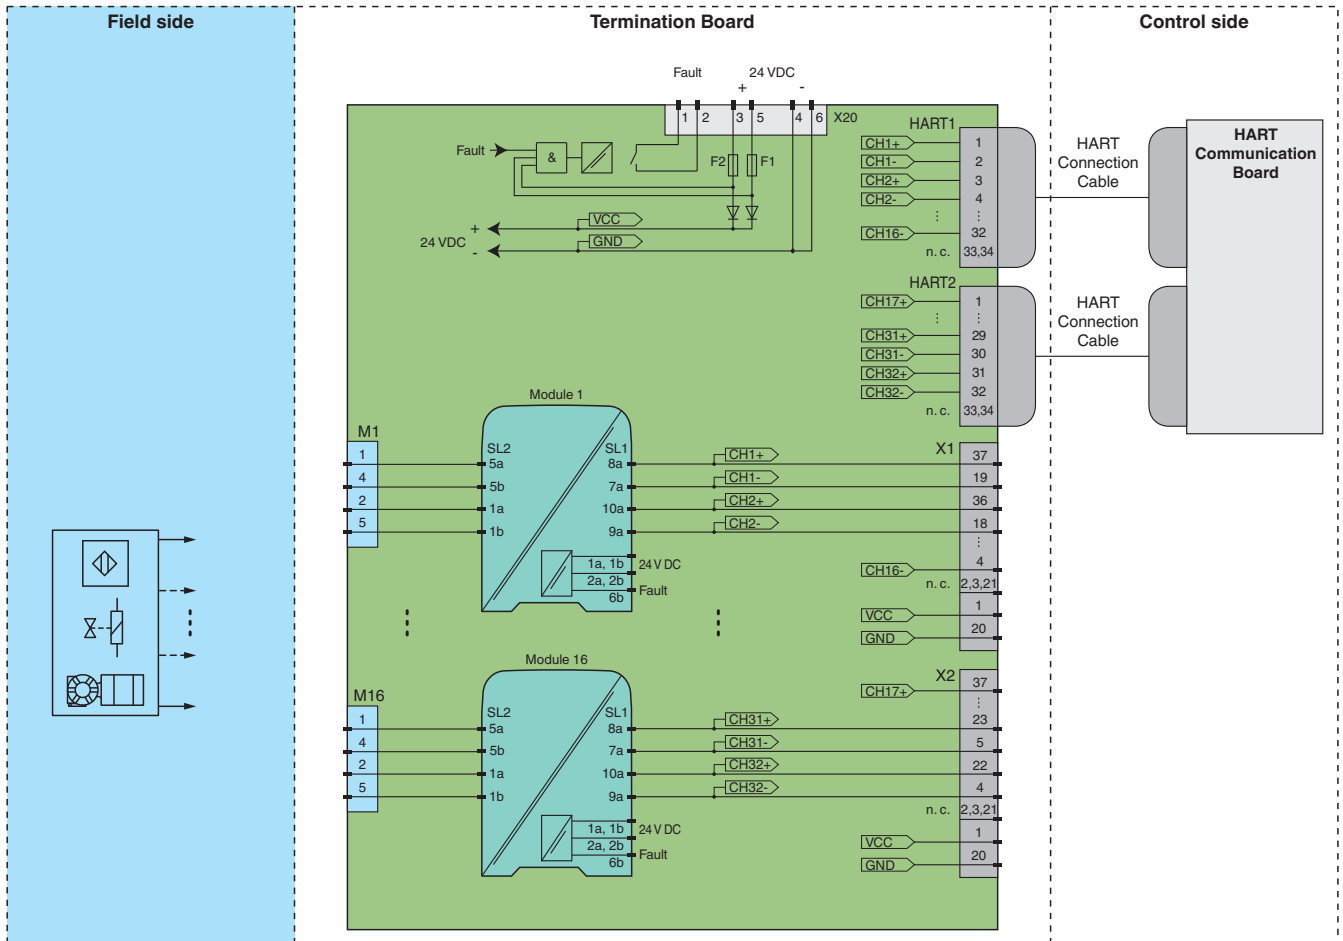 Field side
Termination Board
Control side
Fault
24 VDC
+
-
1
2
3
5
4
6
X20
Fault
&
F2
F1
VCC
GND
+
24 VDC
-
HART1
CH1+
1
CH1-
2
CH2+
3
CH2-
4
CH16-
32
n. c.
33,34
HART
Connection
Cable
HART
Communication
Board
HART2
CH17+
1
CH31+
29
CH31-
30
CH32+
31
CH32-
32
n. c.
33,34
HART
Connection
Cable
Module 1
M1
1
4
2
5
SL2
5a
5b
1a
1b
SL1
8a
7a
10a
9a
1a, 1b
24 V DC
2a, 2b
Fault
6b
CH1+
CH1-
CH2+
CH2-
X1
37
19
36
18
CH16-
4
n. c.
2,3,21
VCC
1
GND
20
Module 16
M16
1
4
2
5
SL2
5a
5b
1a
1b
SL1
8a
7a
10a
9a
1a, 1b
24 V DC
2a, 2b
Fault
6b
X2
CH17+
37
CH31+
23
CH31-
5
CH32+
22
CH32-
4
n. c.
2,3,21
VCC
1
GND
20